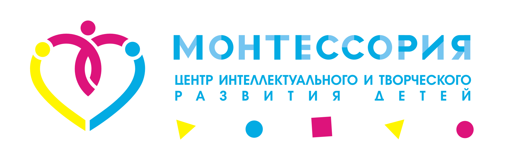 МОНТЕССОРИЯ
ЦЕНТР ИНТЕЛЛЕКТУАЛЬНОГО И ТВОРЧЕСКОГО
РАЗВИТИЯ ДЕТЕЙ